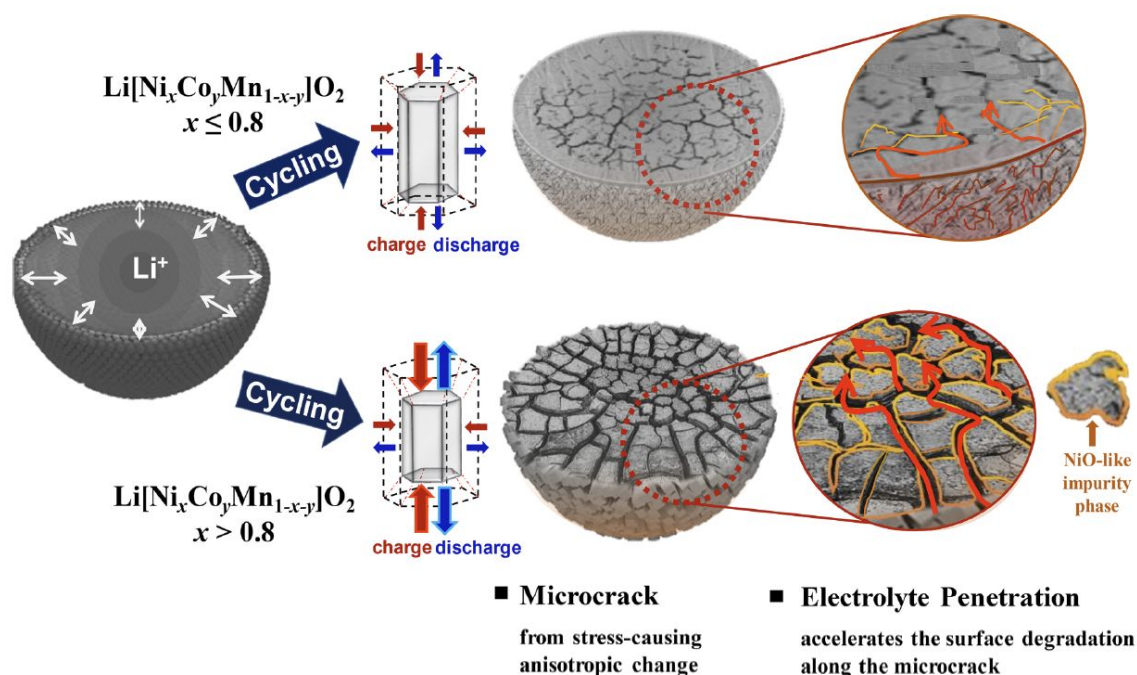 Li[NiₓCoᵧMn₁₋ₓ₋ᵧ]O₂
x ≤ 0.8
Cycling
charge discharge
Li⁺
Cycling
Li[NiₓCoᵧMn₁₋ₓ₋ᵧ]O₂
x > 0.8
charge discharge
NiO-like
impurity
phase
■ Microcrack
from stress-causing
anisotropic change
■ Electrolyte Penetration
accelerates the surface degradation
along the microcrack